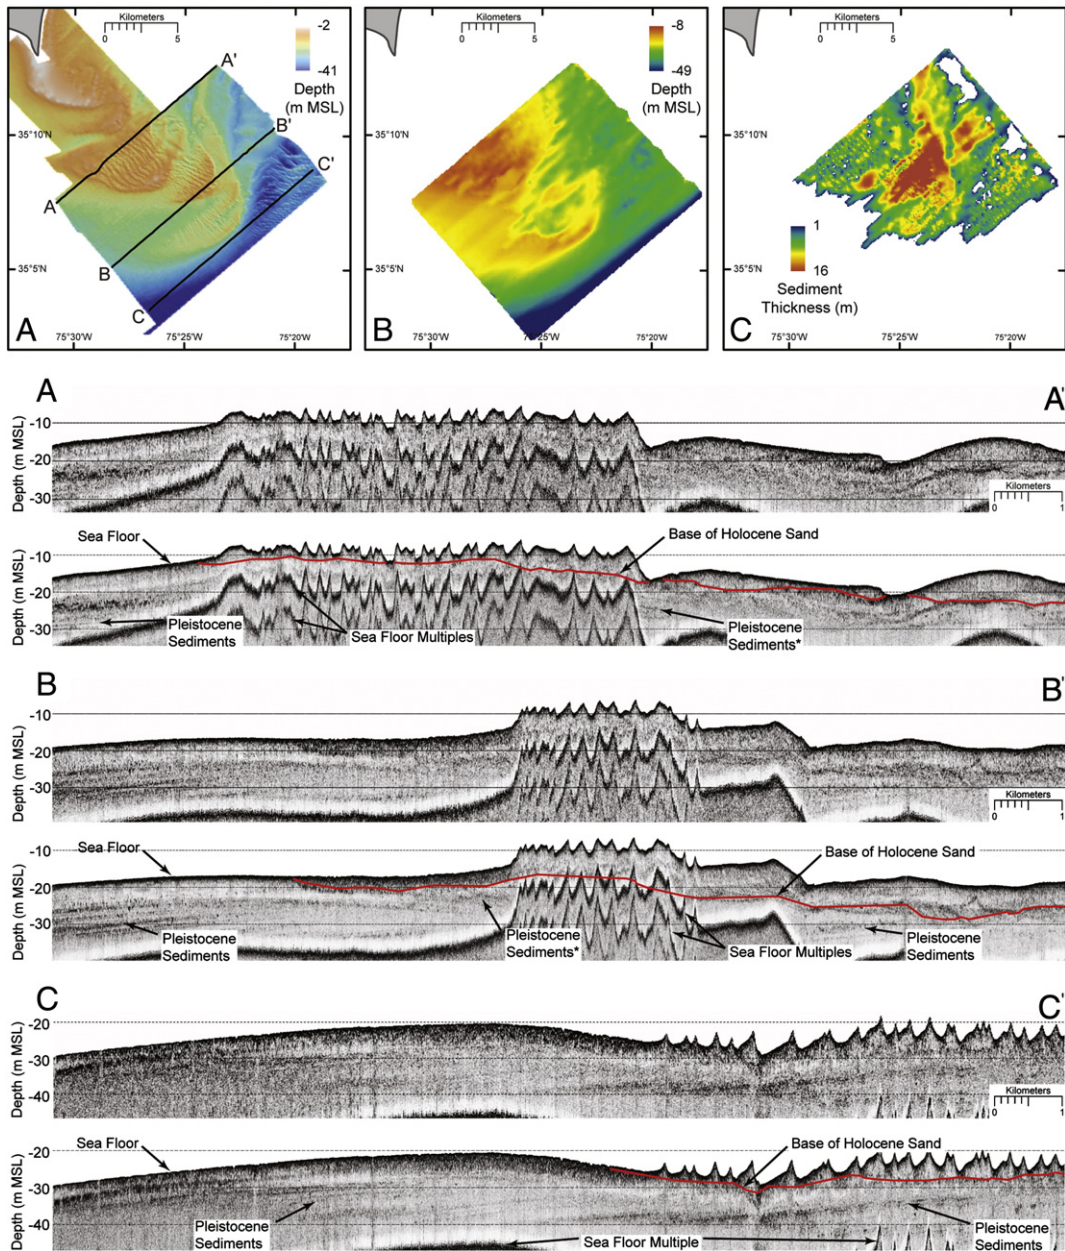 Kilometers
0 5
-2
-41
Depth
(m MSL)
A'
B'
C'
A
B
C
35°10'N
35°5'N
75°30'W 75°25'W 75°20'W
A
Kilometers
0 5
-8
-49
Depth
(m MSL)
35°10'N
35°5'N
75°30'W 75°25'W 75°20'W
B
Kilometers
0 5
1
16
Sediment
Thickness (m)
35°10'N
35°5'N
75°30'W 75°25'W 75°20'W
C
A A'
Depth (m MSL)
-10
-20
-30
Kilometers
0 1
Depth (m MSL)
-10
-20
-30
Sea Floor
Base of Holocene Sand
Pleistocene
Sediments
Sea Floor Multiples
Pleistocene
Sediments*
B B'
Depth (m MSL)
-10
-20
-30
Kilometers
0 1
Depth (m MSL)
-10
-20
-30
Sea Floor
Base of Holocene Sand
Pleistocene
Sediments
Pleistocene
Sediments*
Sea Floor Multiples
Pleistocene
Sediments
C C'
Depth (m MSL)
-20
-30
-40
Kilometers
0 1
Depth (m MSL)
-20
-30
-40
Sea Floor
Base of Holocene Sand
Pleistocene
Sediments
Sea Floor Multiple
Pleistocene
Sediments